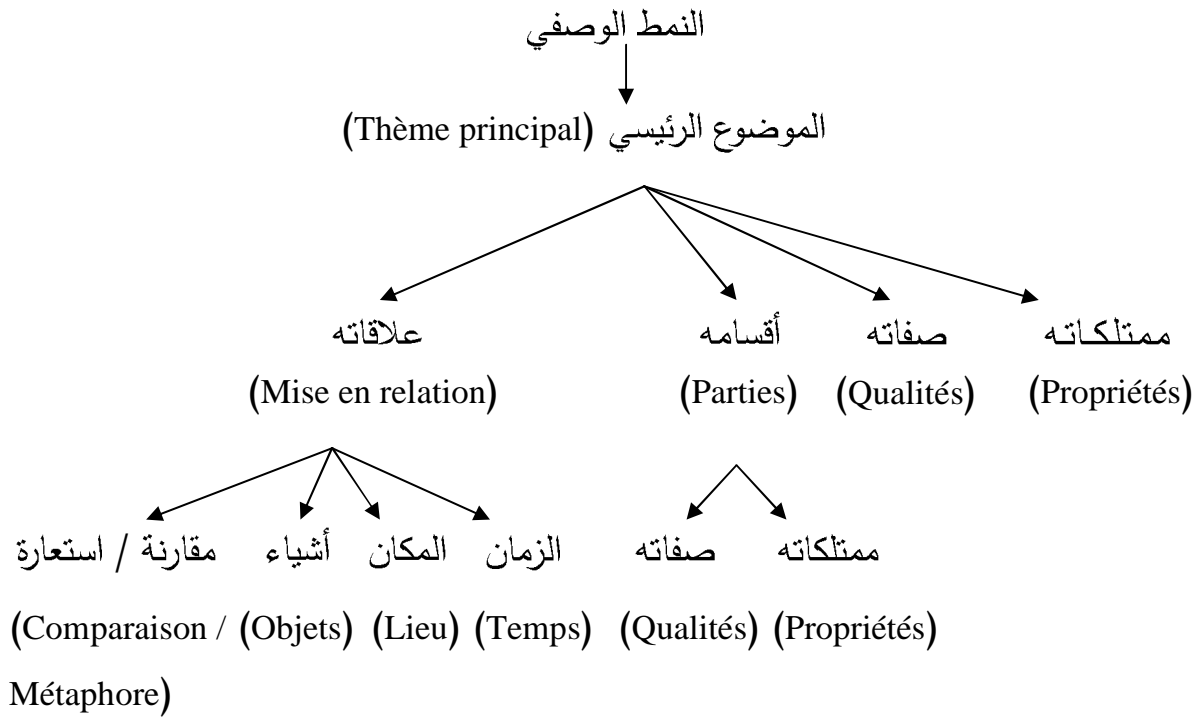 النمط الوصفي
الموضوع الرئيسي (Thème principal)
ممتلكاته صفاته أقسامه علاقاته
(Mise en relation) (Parties) (Qualités) (Propriétés)
ممتلكاته صفاته الزمان المكان أشياء مقارنة / استعارة
(Comparaison / (Objets) (Lieu) (Temps) (Qualités) (Propriétés)
Métaphore)